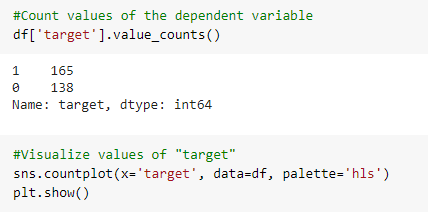 #Count values of the dependent variable
df['target'].value_counts()
1    165
0    138
Name: target, dtype: int64
#Visualize values of "target"
sns.countplot(x='target', data=df, palette='hls')
plt.show()